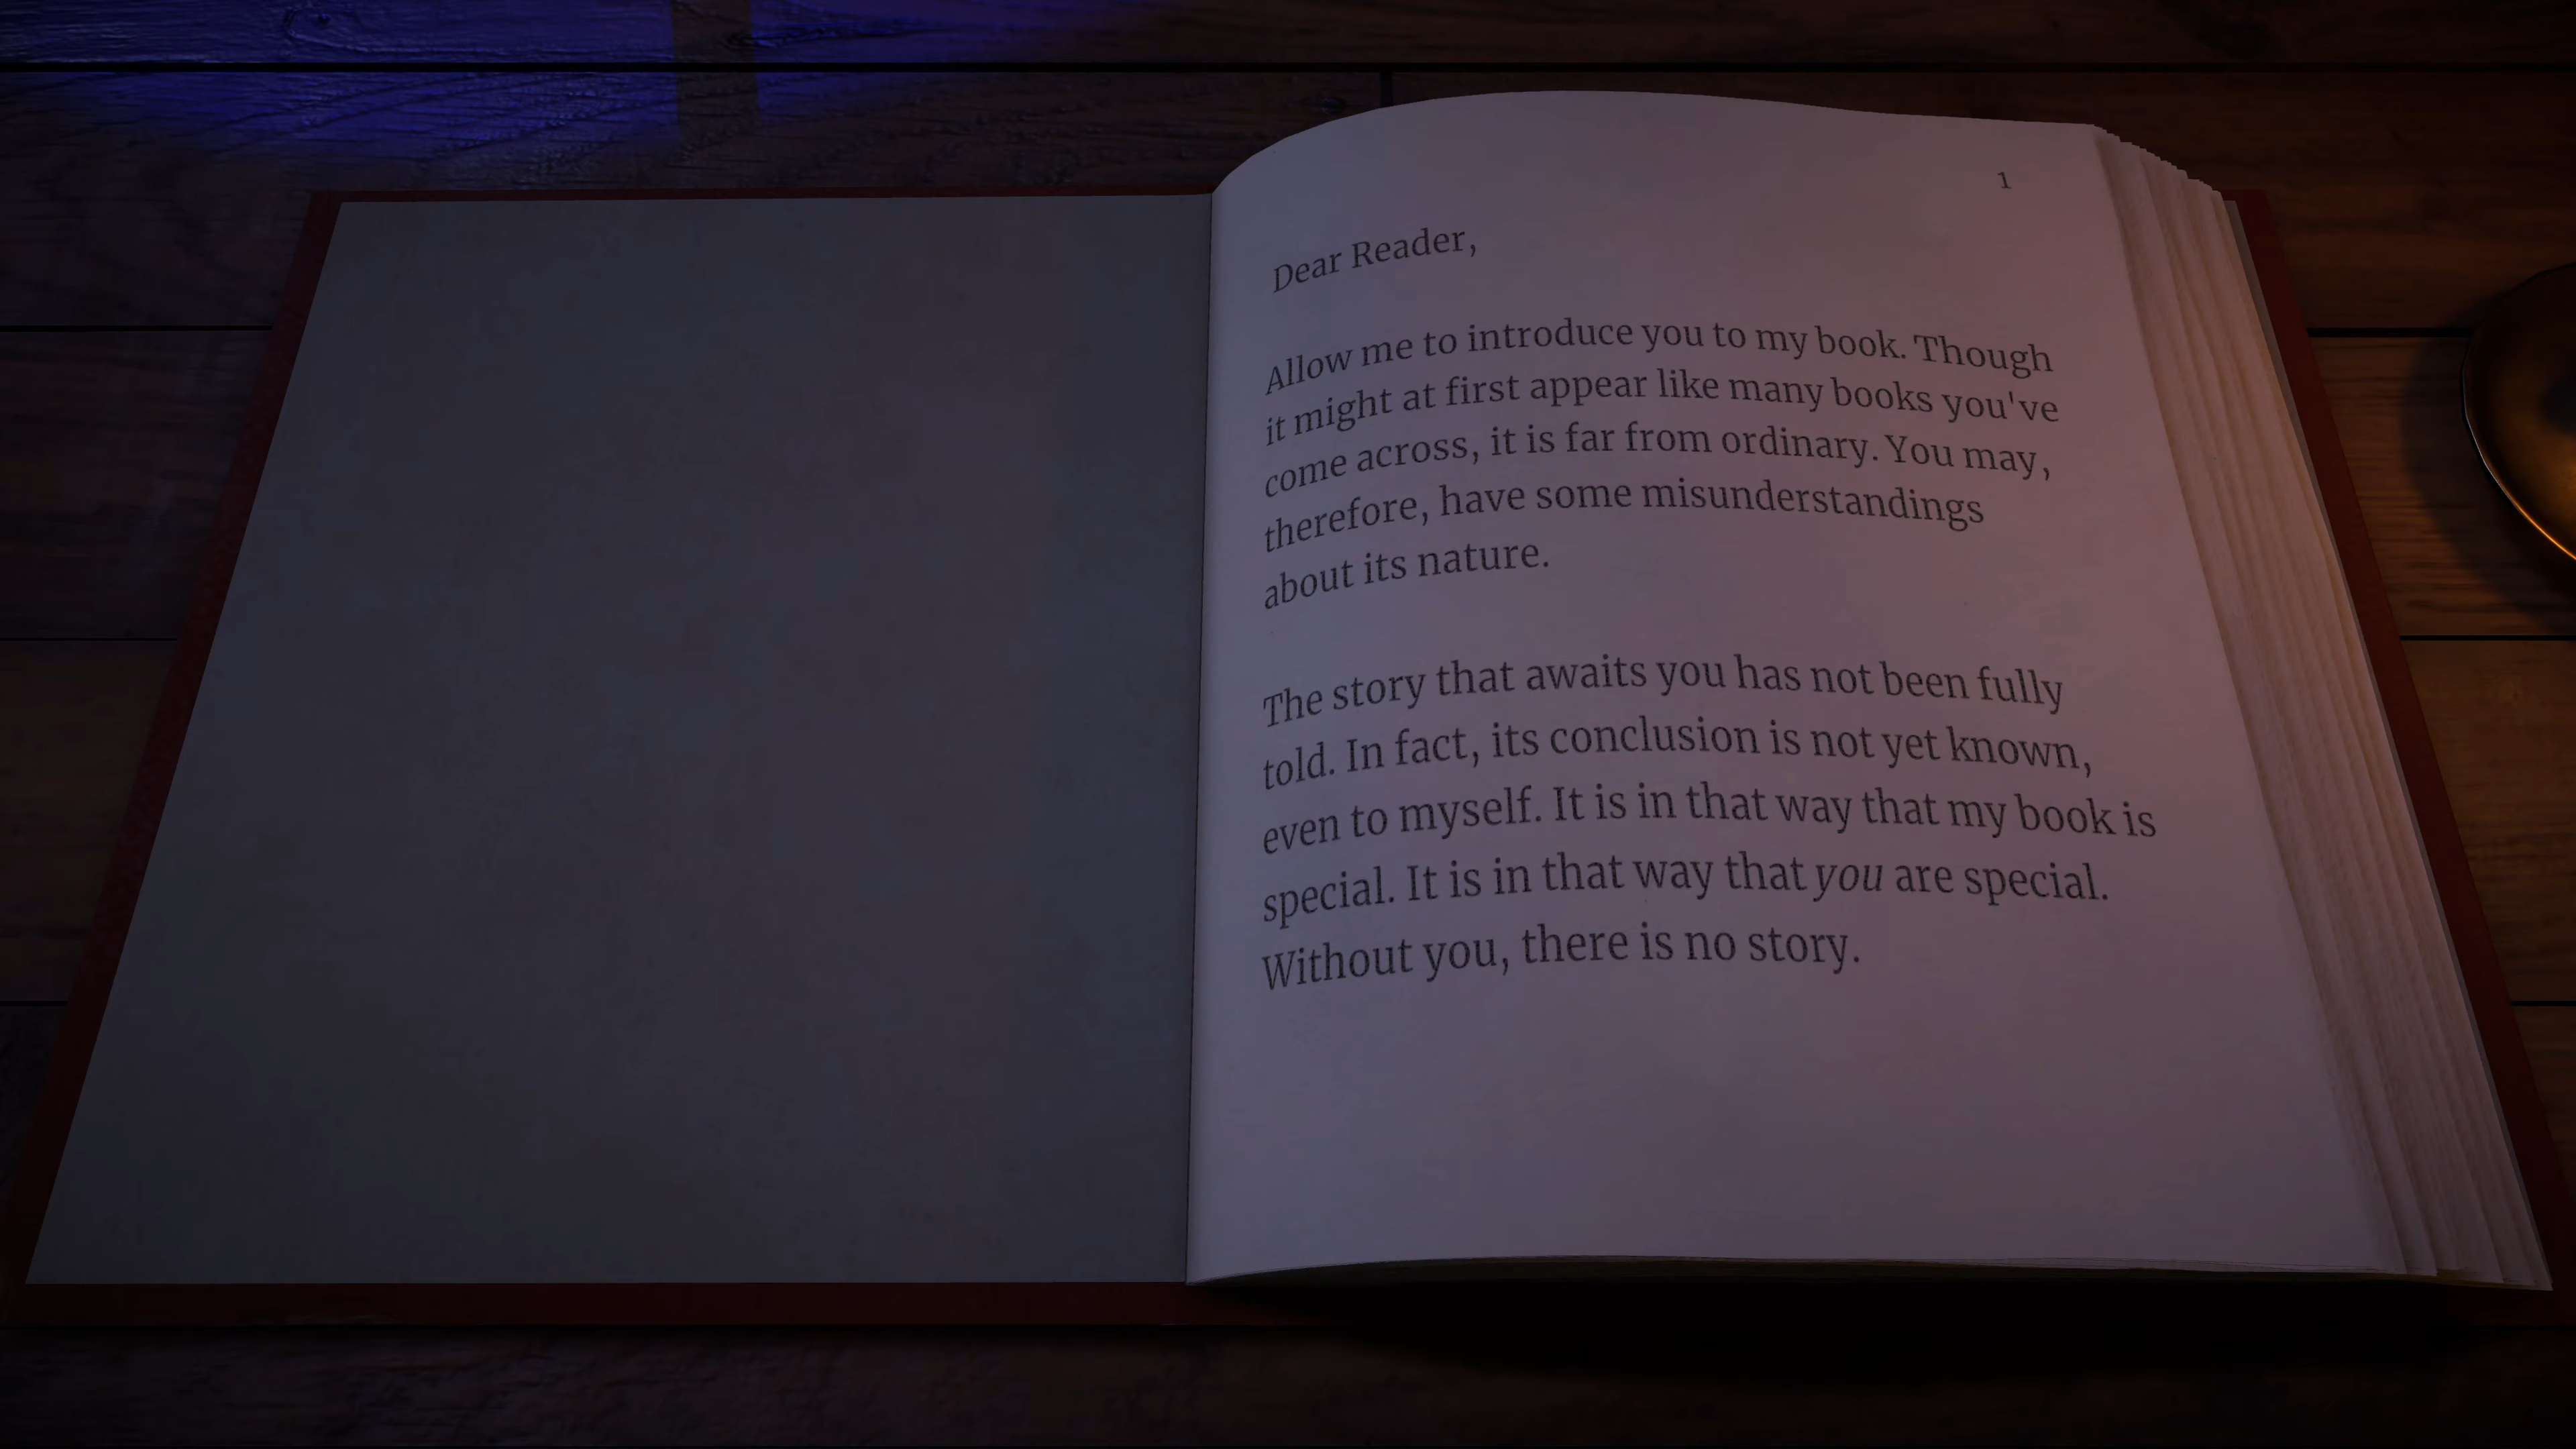 1
Dear Reader,
Allow me to introduce you to my book. Though
it might at first appear like many books you've
come across, it is far from ordinary. You may,
therefore, have some misunderstandings
about its nature.
The story that awaits you has not been fully
told. In fact, its conclusion is not yet known,
even to myself. It is in that way that my book is
special. It is in that way that you are special.
Without you, there is no story.